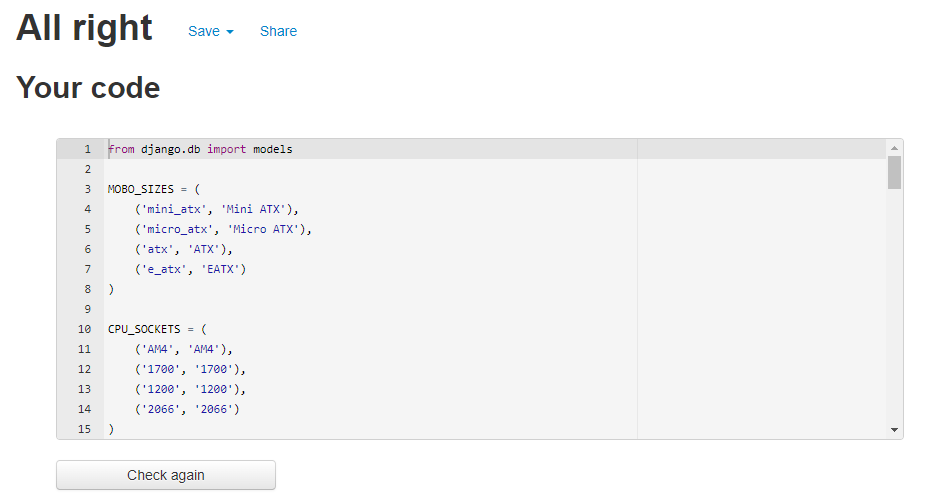 All right Save Share
Your code
1 from django.db import models
2
3 MOBO_SIZES = (
4     ('mini_atx', 'Mini ATX'),
5     ('micro_atx', 'Micro ATX'),
6     ('atx', 'ATX'),
7     ('e_atx', 'EATX')
8 )
9
10 CPU_SOCKETS = (
11     ('AM4', 'AM4'),
12     ('1700', '1700'),
13     ('1200', '1200'),
14     ('2066', '2066')
15 )
Check again